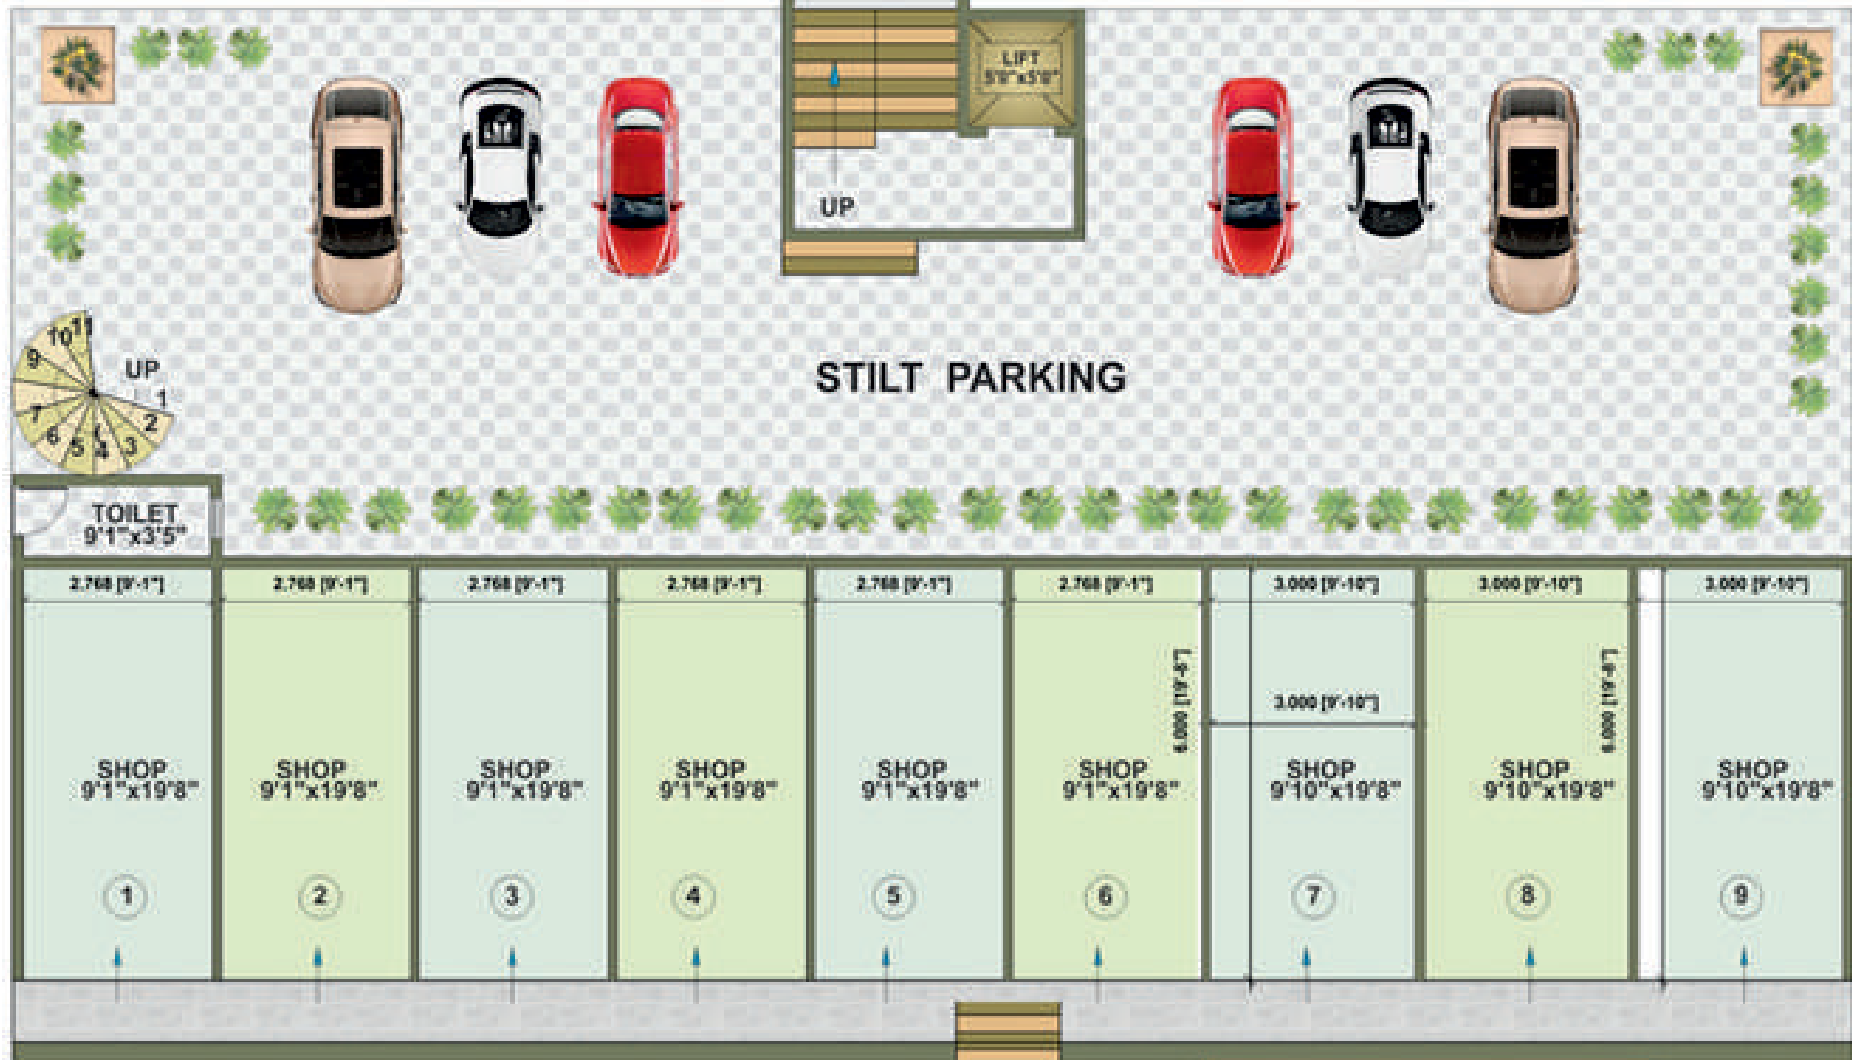 LIFT
5'0"x5'0"
UP
11
10
9
UP
1
2
3
4
5
6
7
STILT PARKING
TOILET
9'1"x3'5"
2.768 [9'-1"]
2.768 [9'-1"]
2.768 [9'-1"]
2.768 [9'-1"]
2.768 [9'-1"]
2.768 [9'-1"]
3.000 [9'-10"]
3.000 [9'-10"]
3.000 [9'-10"]
6.000 [19'-8"]
6.000 [19'-8"]
3.000 [9'-10"]
SHOP
9'1"x19'8"
SHOP
9'1"x19'8"
SHOP
9'1"x19'8"
SHOP
9'1"x19'8"
SHOP
9'1"x19'8"
SHOP
9'1"x19'8"
SHOP
9'10"x19'8"
SHOP
9'10"x19'8"
SHOP
9'10"x19'8"
1
2
3
4
5
6
7
8
9